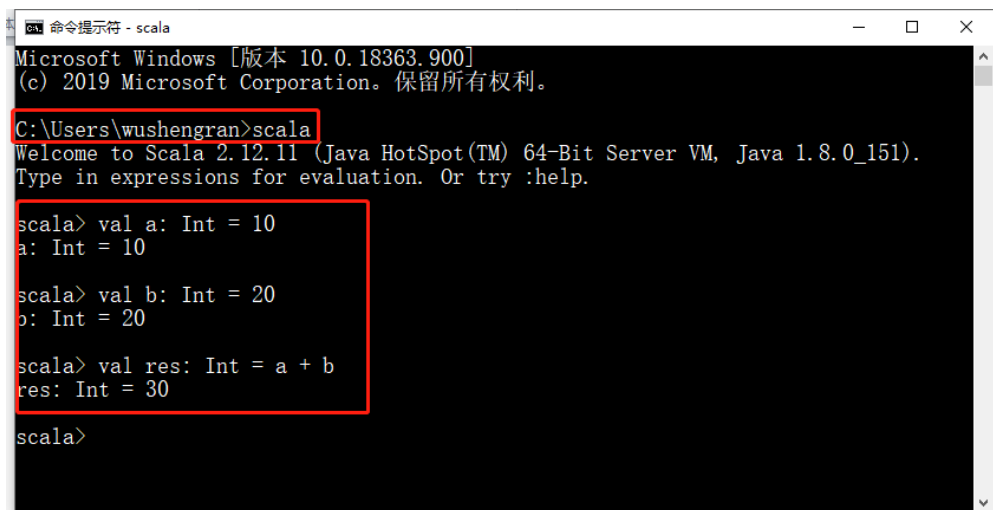 命令提示符 - scala
Microsoft Windows [版本 10.0.18363.900]
(c) 2019 Microsoft Corporation。保留所有权利。
C:\Users\wushengran>scala
Welcome to Scala 2.12.11 (Java HotSpot(TM) 64-Bit Server VM, Java 1.8.0_151).
Type in expressions for evaluation. Or try :help.
scala> val a: Int = 10
a: Int = 10
scala> val b: Int = 20
b: Int = 20
scala> val res: Int = a + b
res: Int = 30
scala>